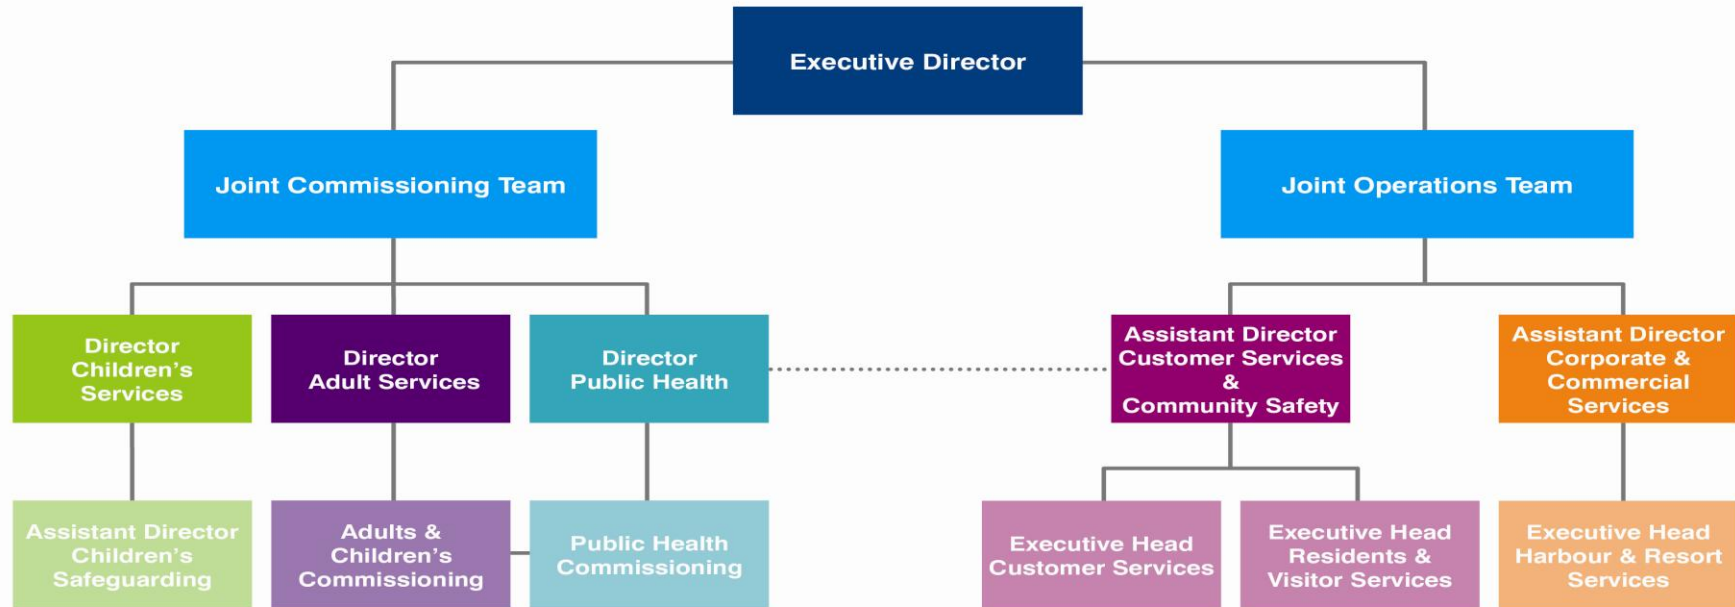 Executive Director
Joint Commissioning Team
Joint Operations Team
Director
Children’s
Services
Director
Adult Services
Director
Public Health
Assistant Director
Customer Services
&
Community Safety
Assistant Director
Corporate &
Commercial
Services
Assistant Director
Children’s
Safeguarding
Adults &
Children’s
Commissioning
Public Health
Commissioning
Executive Head
Customer Services
Executive Head
Residents &
Visitor Services
Executive Head
Harbour & Resort
Services